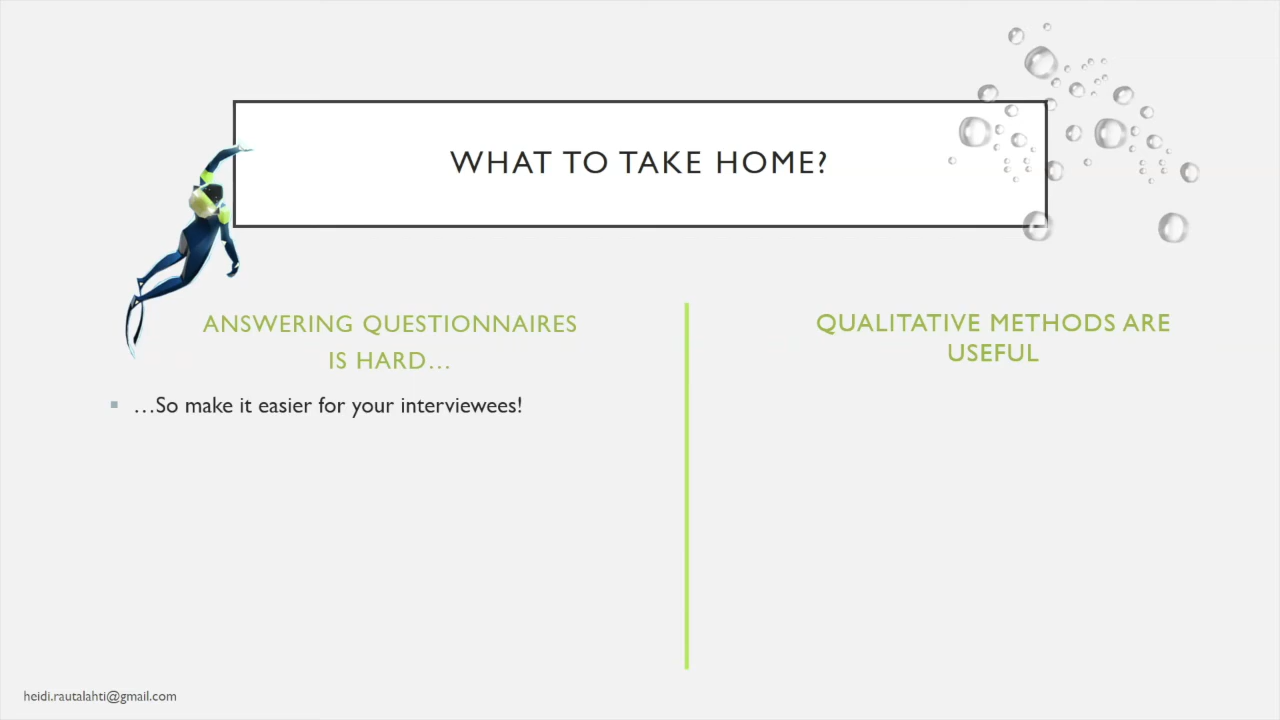 WHAT TO TAKE HOME?
ANSWERING QUESTIONNAIRES
IS HARD...
...So make it easier for your interviewees!
QUALITATIVE METHODS ARE
USEFUL
heidi.rautalahti@gmail.com